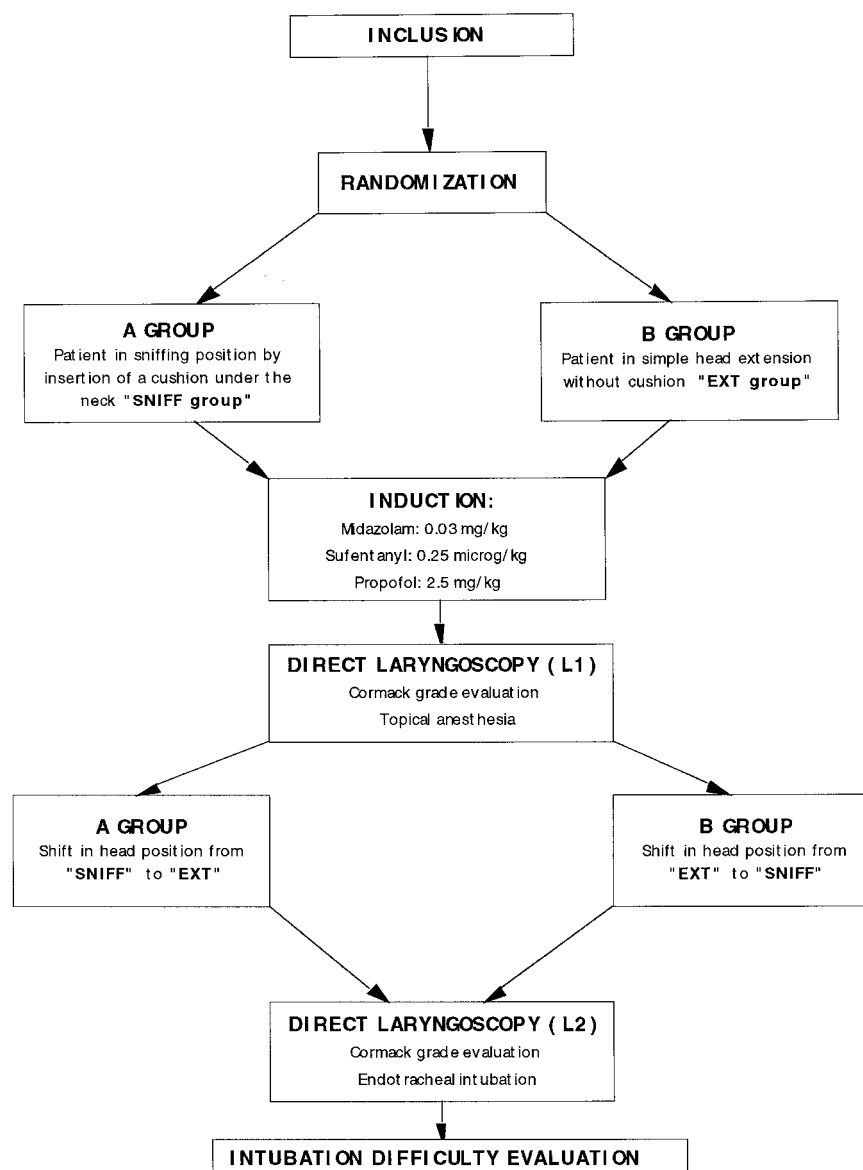 INCLUSION
RANDOMIZATION
A GROUP
Patient in sniffing position by
insertion of a cushion under the
neck "SNIFF group"
B GROUP
Patient in simple head extension
without cushion "EXT group"
INDUCTION:
Midazolam: 0.03 mg/kg
Sufentanyl: 0.25 microg/kg
Propofol: 2.5 mg/kg
DIRECT LARYNGOSCOPY (L1)
Cormack grade evaluation
Topical anesthesia
A GROUP
Shift in head position from
"SNIFF" to "EXT"
B GROUP
Shift in head position from
"EXT" to "SNIFF"
DIRECT LARYNGOSCOPY (L2)
Cormack grade evaluation
Endotracheal intubation
INTUBATION DIFFICULTY EVALUATION